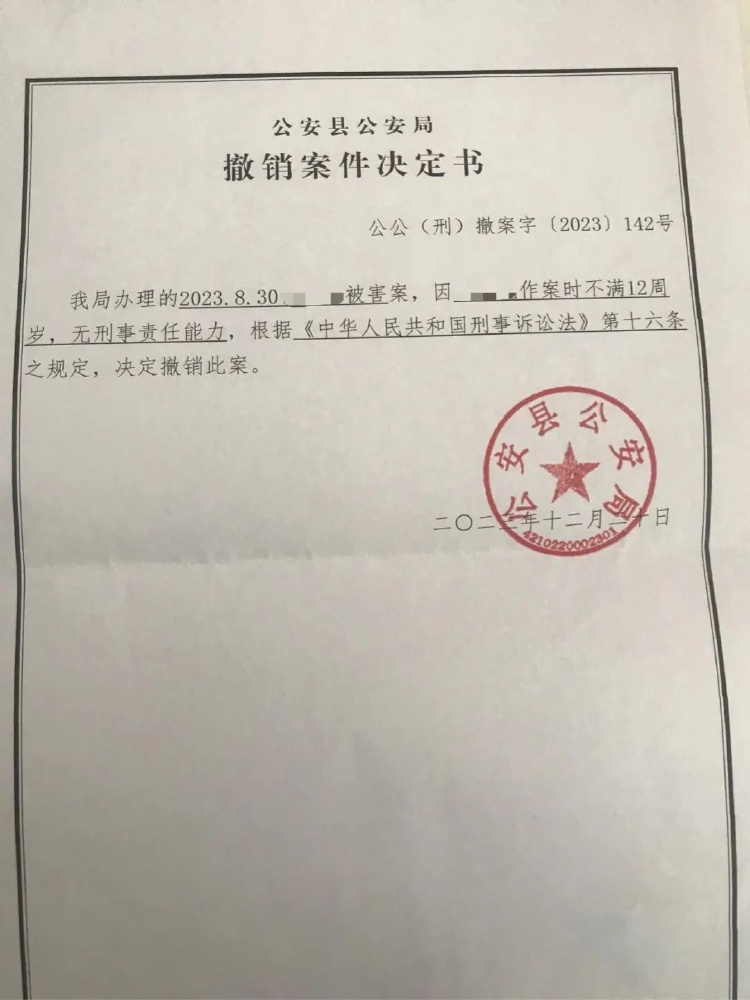 公安县公安局
撤销案件决定书
公公（刑）撤案字〔2023〕142号
我局办理的2023.8.30 被害案，因 作案时不满12周
岁，无刑事责任能力，根据《中华人民共和国刑事诉讼法》第十六条
之规定，决定撤销此案。
公安县公安局
二〇二三年十二月二十日
4210220002301